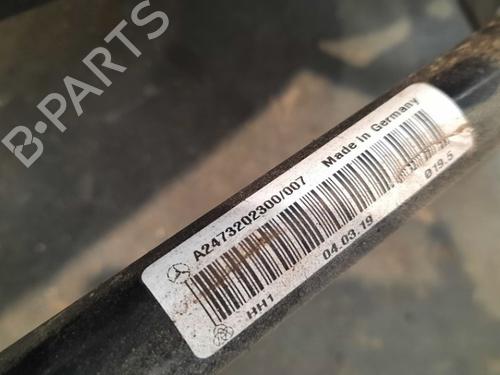 B-PARTS
A2473202300/007 Made in Germany
HH1 04.03.19 Ø19.5